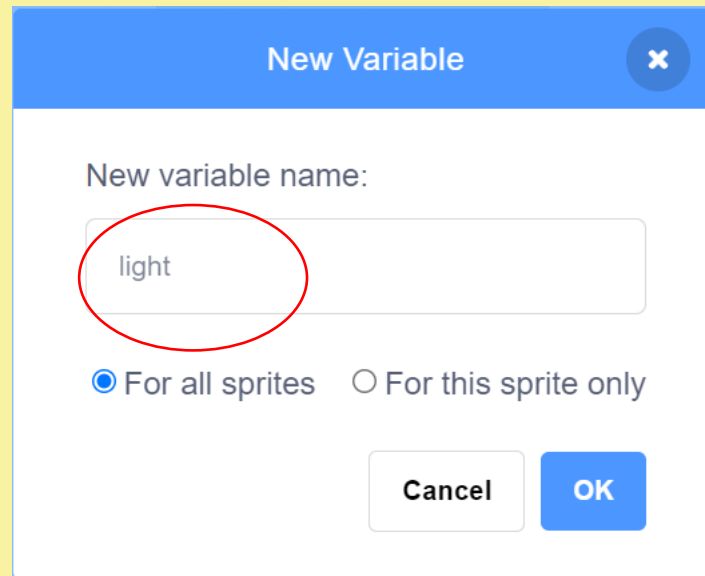 New Variable
New variable name:
light
For all sprites For this sprite only
Cancel OK